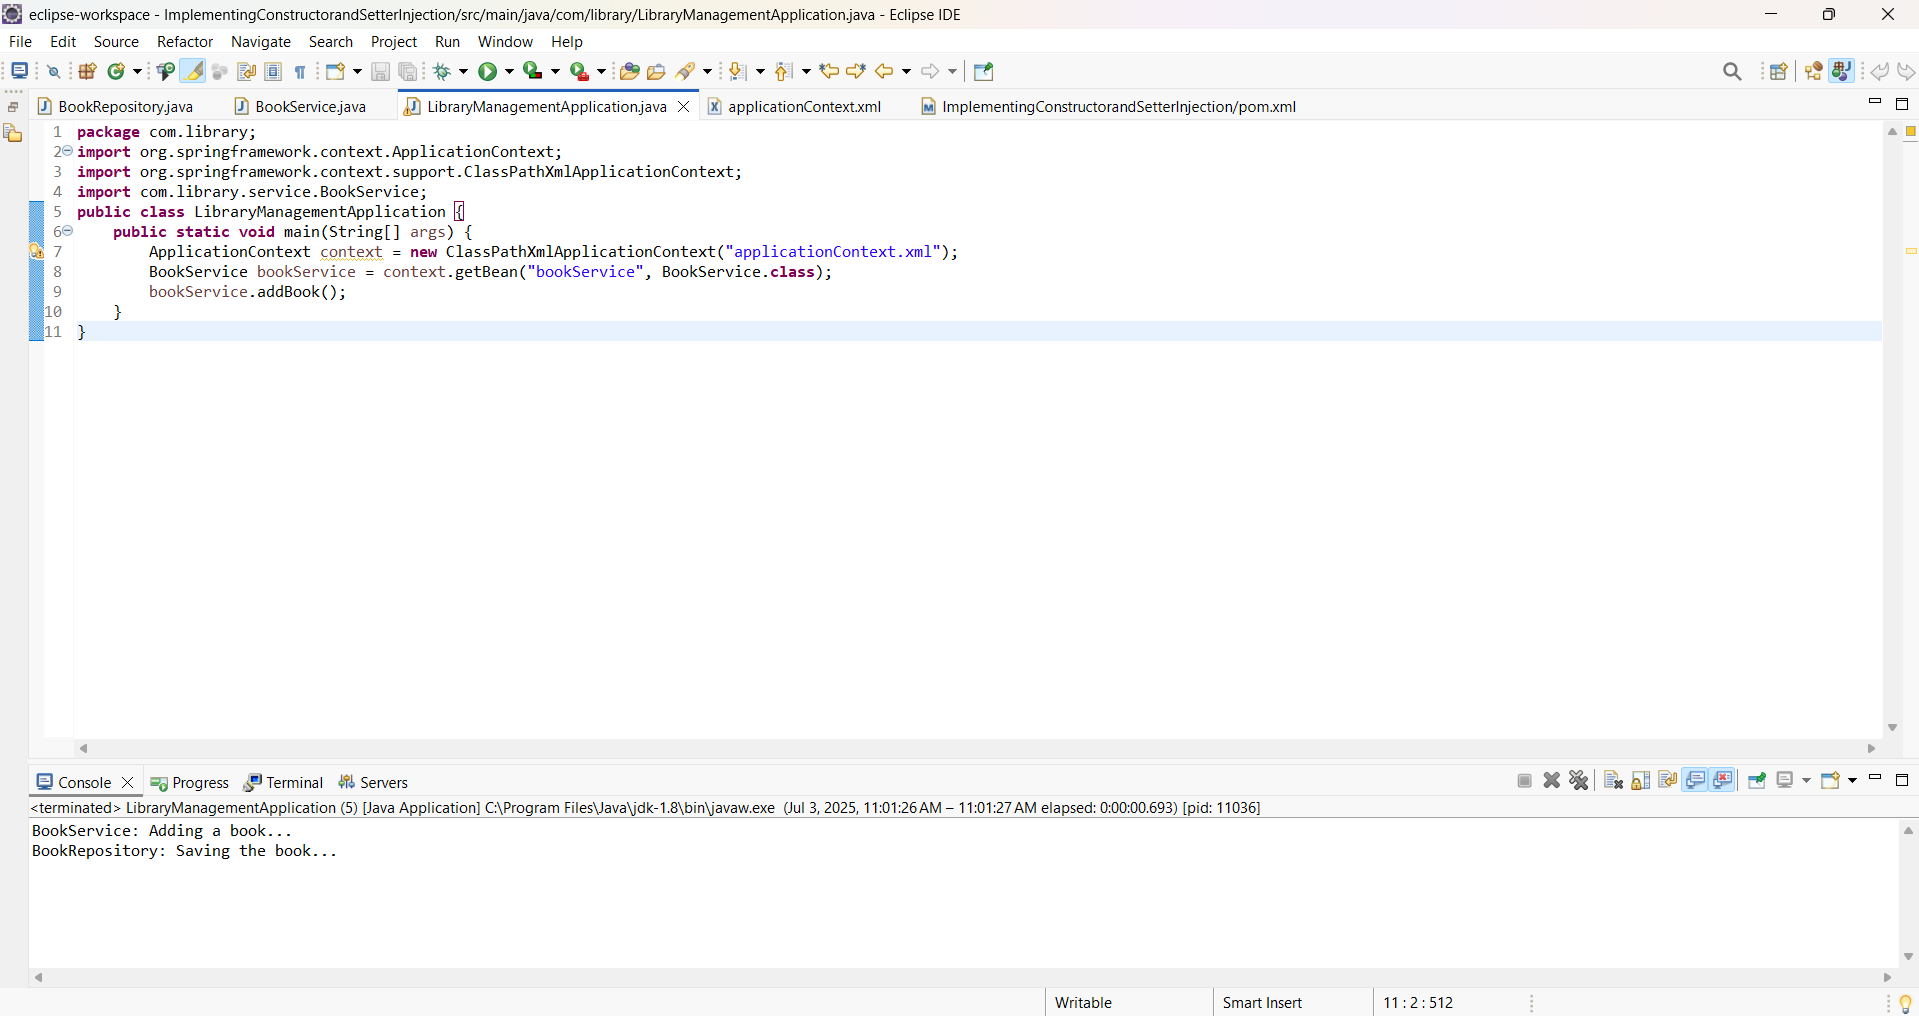 eclipse-workspace - ImplementingConstructorandSetterInjection/src/main/java/com/library/LibraryManagementApplication.java - Eclipse IDE
File Edit Source Refactor Navigate Search Project Run Window Help
BookRepository.java BookService.java LibraryManagementApplication.java applicationContext.xml ImplementingConstructorandSetterInjection/pom.xml
1 package com.library;
2 import org.springframework.context.ApplicationContext;
3 import org.springframework.context.support.ClassPathXmlApplicationContext;
4 import com.library.service.BookService;
5 public class LibraryManagementApplication {
6     public static void main(String[] args) {
7         ApplicationContext context = new ClassPathXmlApplicationContext("applicationContext.xml");
8         BookService bookService = context.getBean("bookService", BookService.class);
9         bookService.addBook();
10     }
11 }
Console Progress Terminal Servers
<terminated> LibraryManagementApplication (5) [Java Application] C:\Program Files\Java\jdk-1.8\bin\javaw.exe (Jul 3, 2025, 11:01:26 AM – 11:01:27 AM elapsed: 0:00:00.693) [pid: 11036]
BookService: Adding a book...
BookRepository: Saving the book...
Writable Smart Insert 11 : 2 : 512